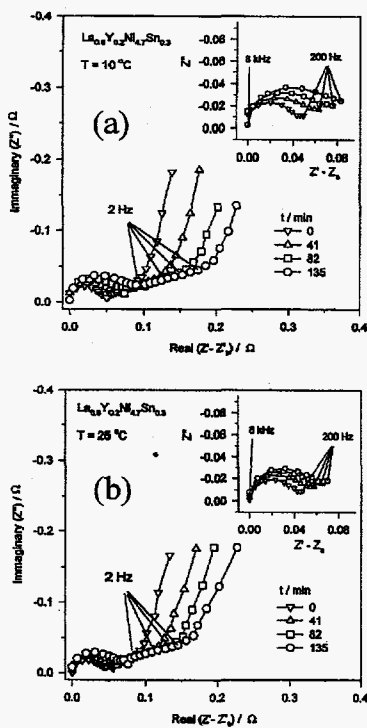 La0.8Y0.2Ni4.7Sn0.3
T = 10 °C
(a)
2 Hz
8 kHz
200 Hz
Z"
-0.08
-0.06
-0.04
-0.02
0.00
0.00 0.04 0.08
Z' - Zs
t / min
0
41
82
135
Immaginary (Z") / Ω
-0.4
-0.3
-0.2
-0.1
0.0
0.0 0.1 0.2 0.3 0.4
Real (Z'- Z's) / Ω
La0.8Y0.2Ni4.7Sn0.3
T = 25 °C
(b)
2 Hz
8 kHz
200 Hz
Z"
-0.08
-0.06
-0.04
-0.02
0.00
0.00 0.04 0.08
Z' - Zs
t / min
0
41
82
135
Immaginary (Z") / Ω
-0.4
-0.3
-0.2
-0.1
0.0
0.0 0.1 0.2 0.3 0.4
Real (Z'- Z's) / Ω